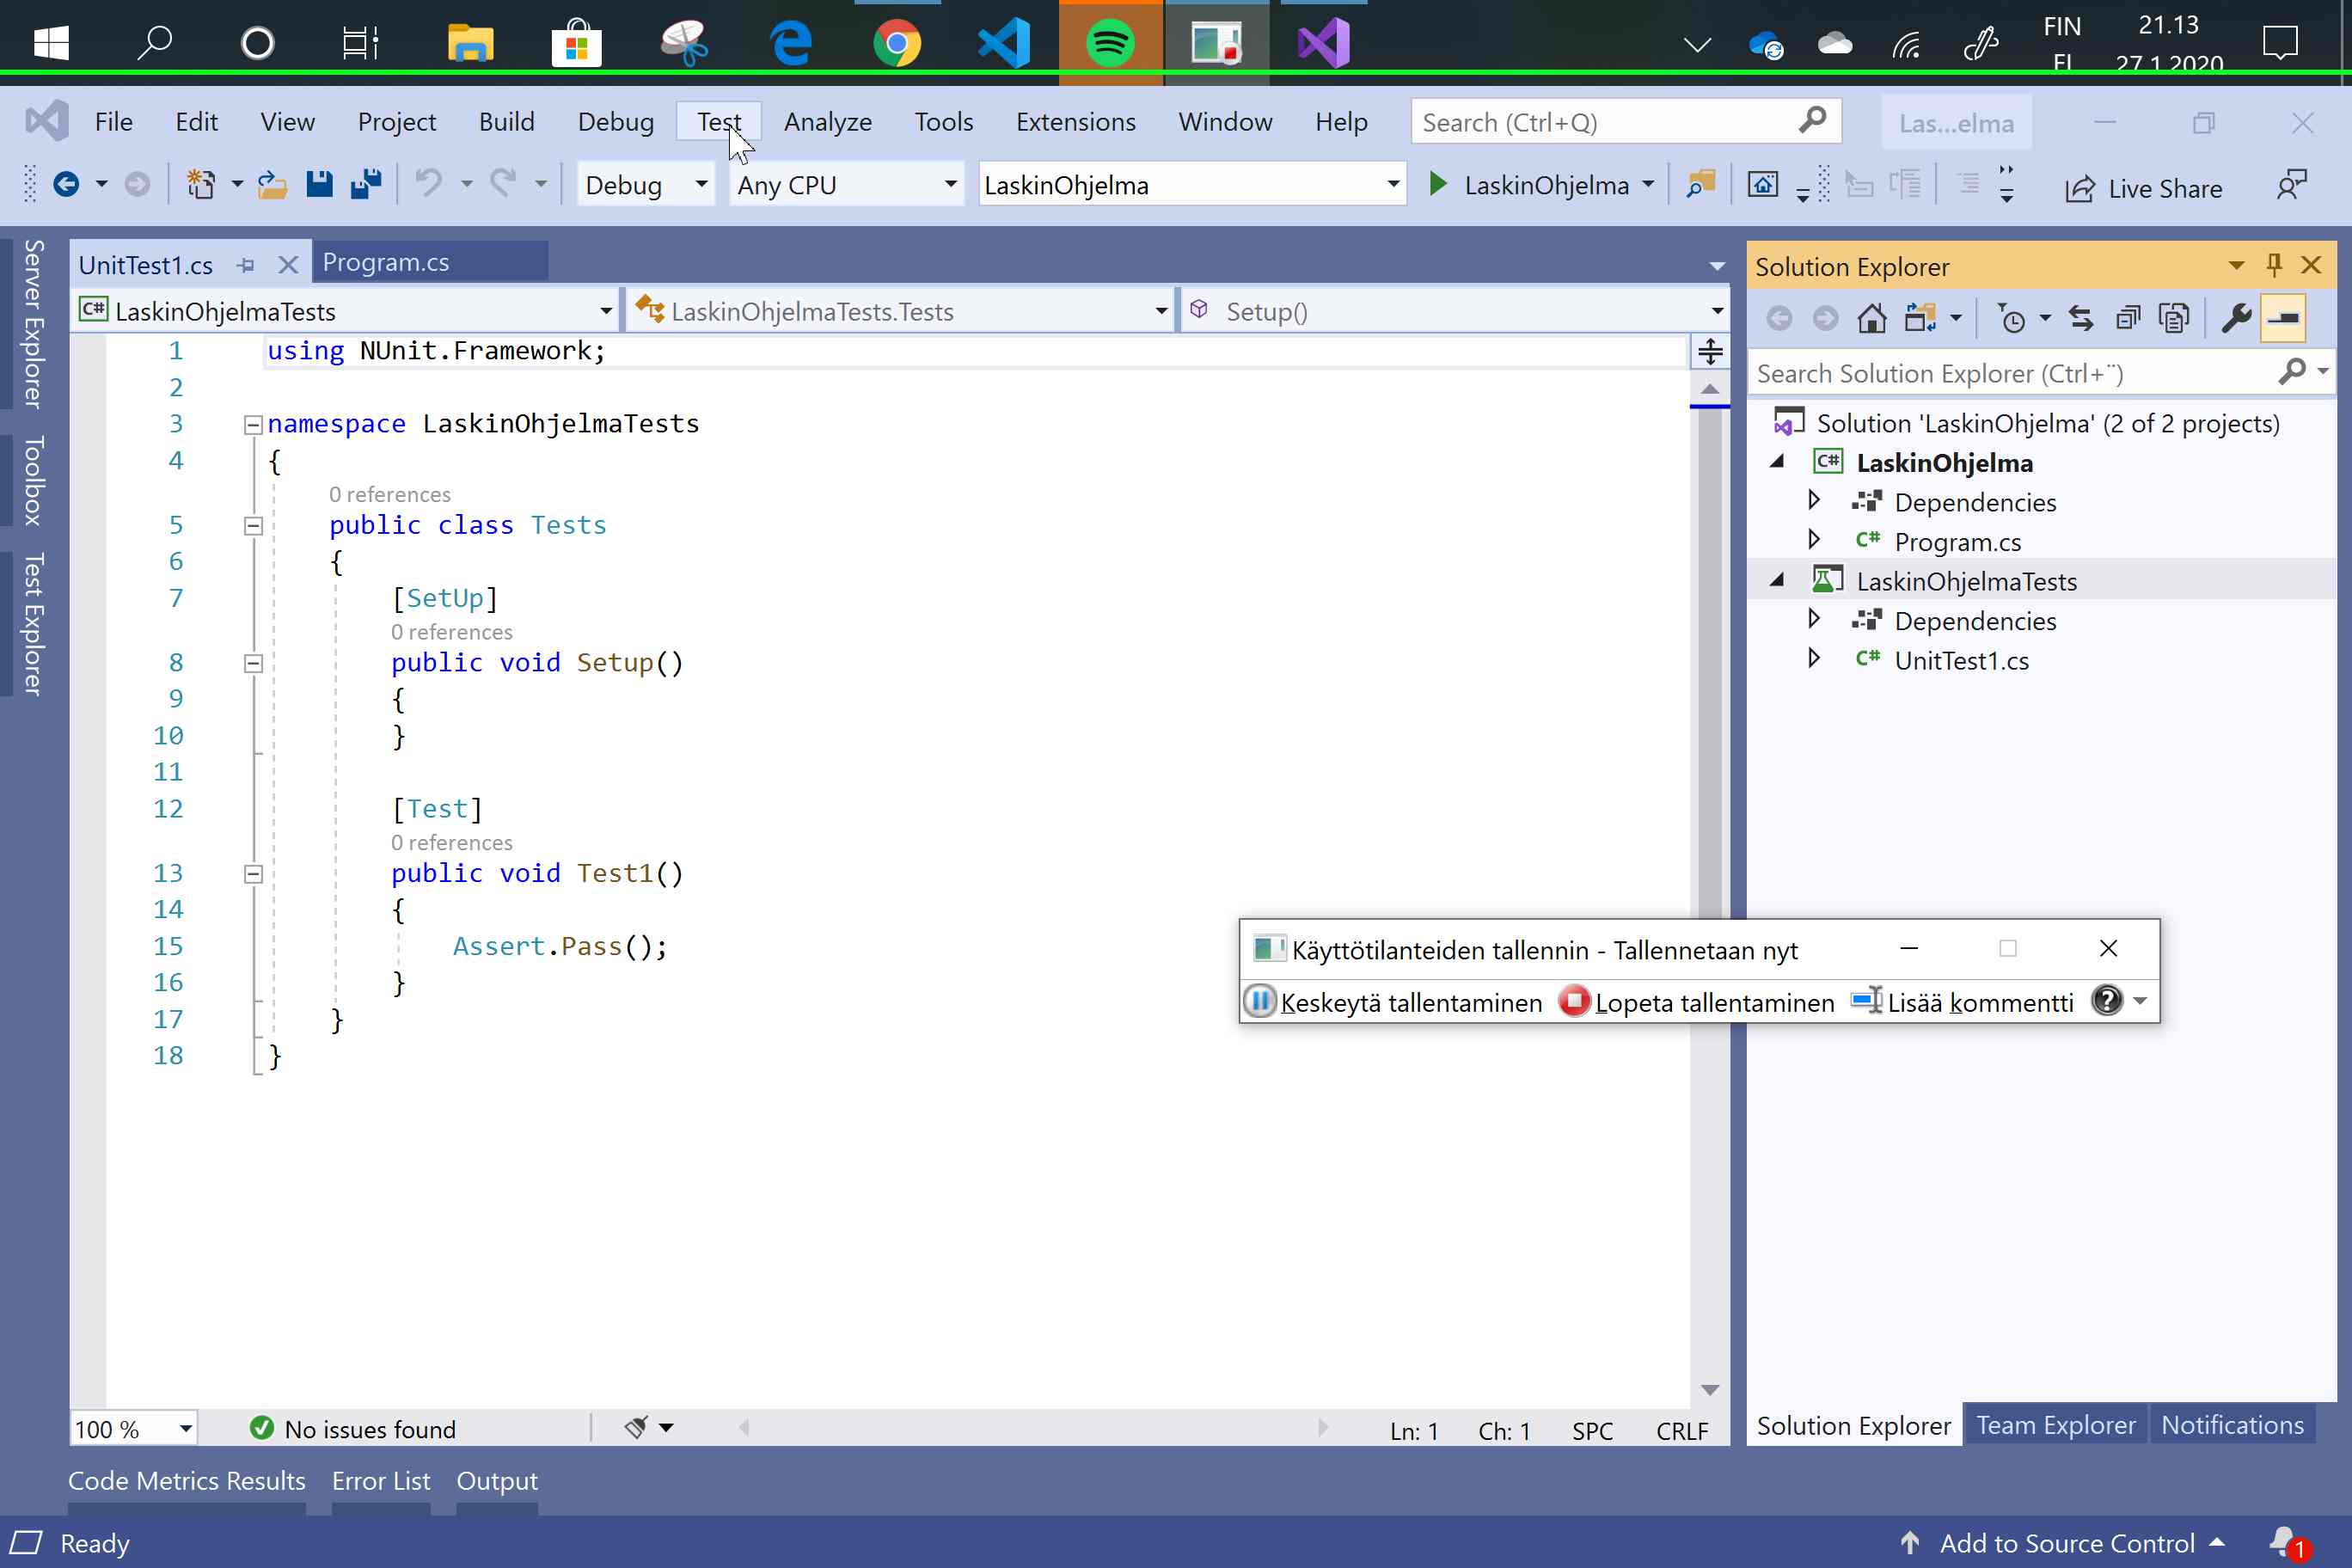 FIN
FI
21.13
27.1.2020
File Edit View Project Build Debug Test Analyze Tools Extensions Window Help Search (Ctrl+Q) Las...elma
Debug Any CPU LaskinOhjelma LaskinOhjelma Live Share
Server Explorer
Toolbox
Test Explorer
UnitTest1.cs Program.cs
C# LaskinOhjelmaTests LaskinOhjelmaTests.Tests Setup()
1 using NUnit.Framework;
2
3 namespace LaskinOhjelmaTests
4 {
0 references
5 public class Tests
6 {
7 [SetUp]
0 references
8 public void Setup()
9 {
10 }
11
12 [Test]
0 references
13 public void Test1()
14 {
15 Assert.Pass();
16 }
17 }
18 }
100 % No issues found Ln: 1 Ch: 1 SPC CRLF
Solution Explorer
Search Solution Explorer (Ctrl+¨)
Solution 'LaskinOhjelma' (2 of 2 projects)
C# LaskinOhjelma
Dependencies
C# Program.cs
LaskinOhjelmaTests
Dependencies
C# UnitTest1.cs
Käyttötilanteiden tallennin - Tallennetaan nyt
Keskeytä tallentaminen Lopeta tallentaminen Lisää kommentti
Solution Explorer Team Explorer Notifications
Code Metrics Results Error List Output
Ready Add to Source Control 1